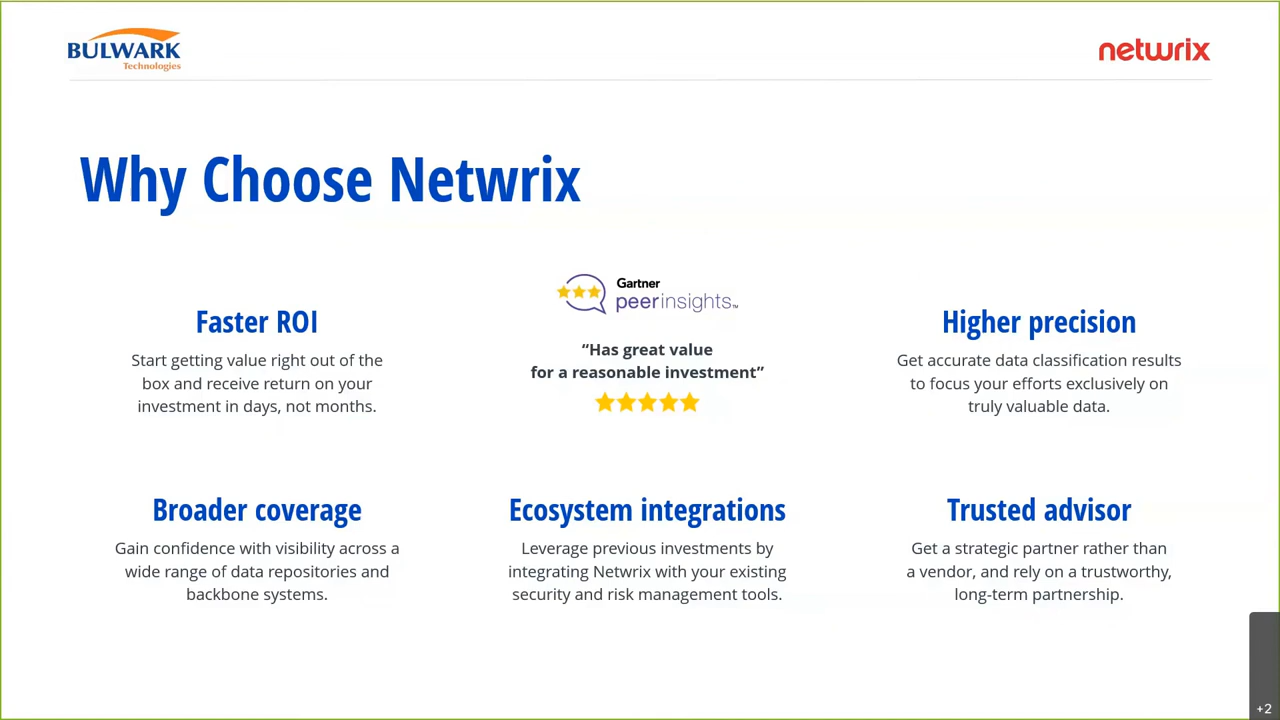 BULWARK
Technologies
netwrix
Why Choose Netwrix
Faster ROI
Start getting value right out of the
box and receive return on your
investment in days, not months.
Gartner
peerinsights™
“Has great value
for a reasonable investment”
Higher precision
Get accurate data classification results
to focus your efforts exclusively on
truly valuable data.
Broader coverage
Gain confidence with visibility across a
wide range of data repositories and
backbone systems.
Ecosystem integrations
Leverage previous investments by
integrating Netwrix with your existing
security and risk management tools.
Trusted advisor
Get a strategic partner rather than
a vendor, and rely on a trustworthy,
long-term partnership.
+2